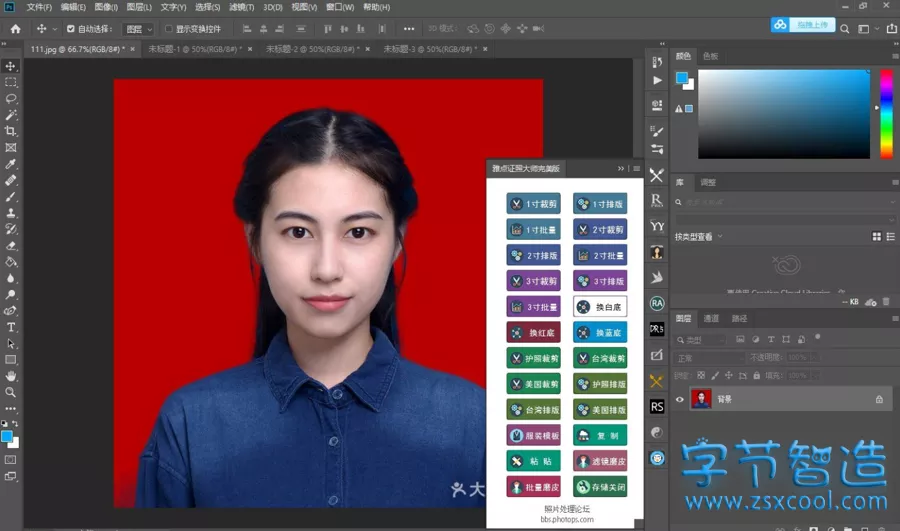 文件(F) 编辑(E) 图像(I) 图层(L) 文字(Y) 选择(S) 滤镜(T) 3D(D) 视图(V) 窗口(W) 帮助(H)
自动选择: 图层 显示变换控件
3D 模式:
拖拽上传
111.jpg @ 66.7%(RGB/8#) * × 未标题-1 @ 50%(RGB/8#) * × 未标题-2 @ 50%(RGB/8#) * × 未标题-3 @ 50%(RGB/8#) * ×
颜色 色板
雅点证照大师完美版
1寸裁剪 1寸排版
1寸批量 2寸裁剪
2寸排版 2寸批量
3寸裁剪 3寸排版
3寸批量 换白底
换红底 换蓝底
护照裁剪 台湾裁剪
美国裁剪 护照排版
台湾排版 美国排版
服装模板 复 制
粘 贴 滤镜磨皮
批量磨皮 存储关闭
照片处理论坛
bbs.photops.com
库 调整
按类型查看
-- KB
图层 通道 路径
类型
正常 不透明度: 100%
锁定: 填充: 100%
背景
RA
RS
大
字节智造
www.zsxcool.com